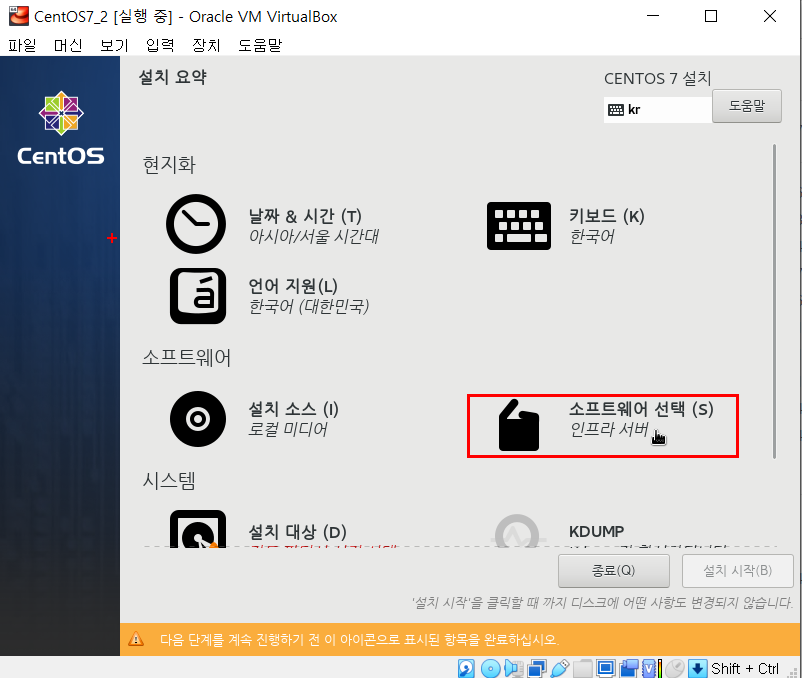 CentOS7_2 [실행 중] - Oracle VM VirtualBox
파일 머신 보기 입력 장치 도움말
설치 요약
CENTOS 7 설치
kr
도움말
CentOS
현지화
날짜 & 시간 (T)
아시아/서울 시간대
키보드 (K)
한국어
언어 지원(L)
한국어 (대한민국)
소프트웨어
설치 소스 (I)
로컬 미디어
소프트웨어 선택 (S)
인프라 서버
시스템
설치 대상 (D)
KDUMP
종료(Q)
설치 시작(B)
'설치 시작'을 클릭할 때 까지 디스크에 어떤 사항도 변경되지 않습니다.
다음 단계를 계속 진행하기 전 이 아이콘으로 표시된 항목을 완료하십시오.
Shift + Ctrl